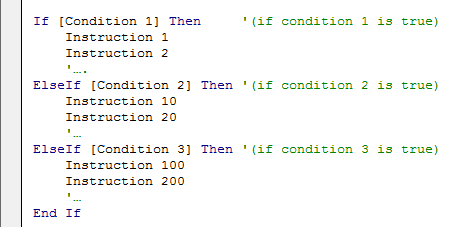 If [Condition 1] Then '(if condition 1 is true)
Instruction 1
Instruction 2
'….
ElseIf [Condition 2] Then '(if condition 2 is true)
Instruction 10
Instruction 20
'…
ElseIf [Condition 3] Then '(if condition 3 is true)
Instruction 100
Instruction 200
'…
End If